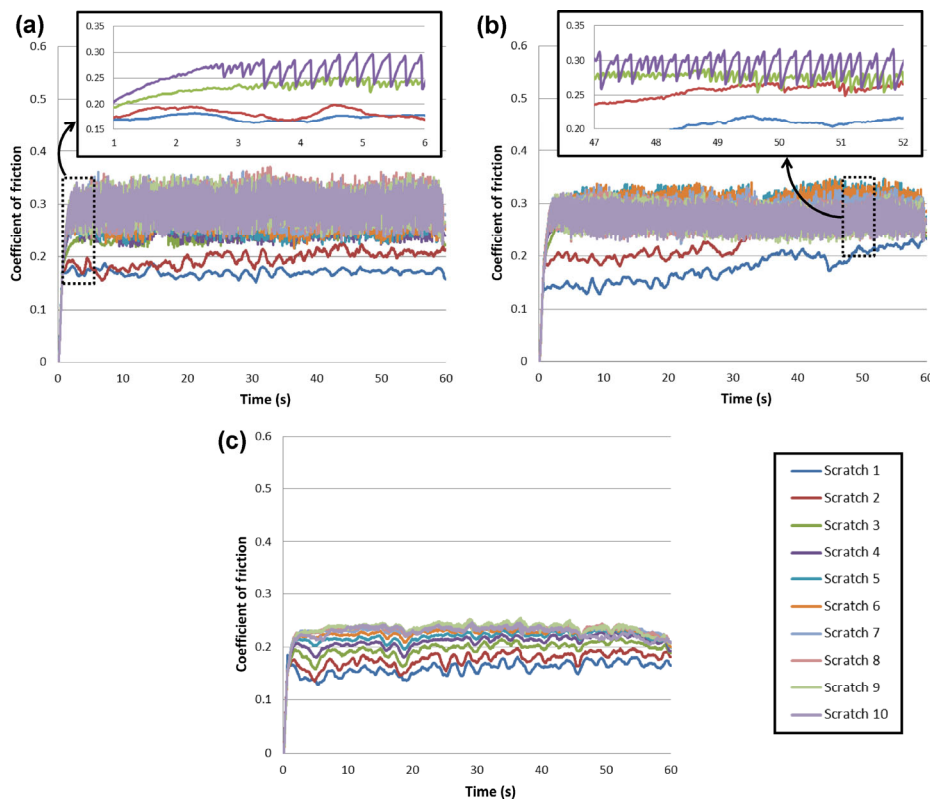 (a)
0.35
0.30
0.25
0.20
0.15
1 2 3 4 5 6
0.6
0.5
0.4
0.3
0.2
0.1
0
Coefficient of friction
0 10 20 30 40 50 60
Time (s)
(b)
0.35
0.30
0.25
0.20
47 48 49 50 51 52
0.6
0.5
0.4
0.3
0.2
0.1
0
Coefficient of friction
0 10 20 30 40 50 60
Time (s)
(c)
0.6
0.5
0.4
0.3
0.2
0.1
0
Coefficient of friction
0 10 20 30 40 50 60
Time (s)
Scratch 1
Scratch 2
Scratch 3
Scratch 4
Scratch 5
Scratch 6
Scratch 7
Scratch 8
Scratch 9
Scratch 10